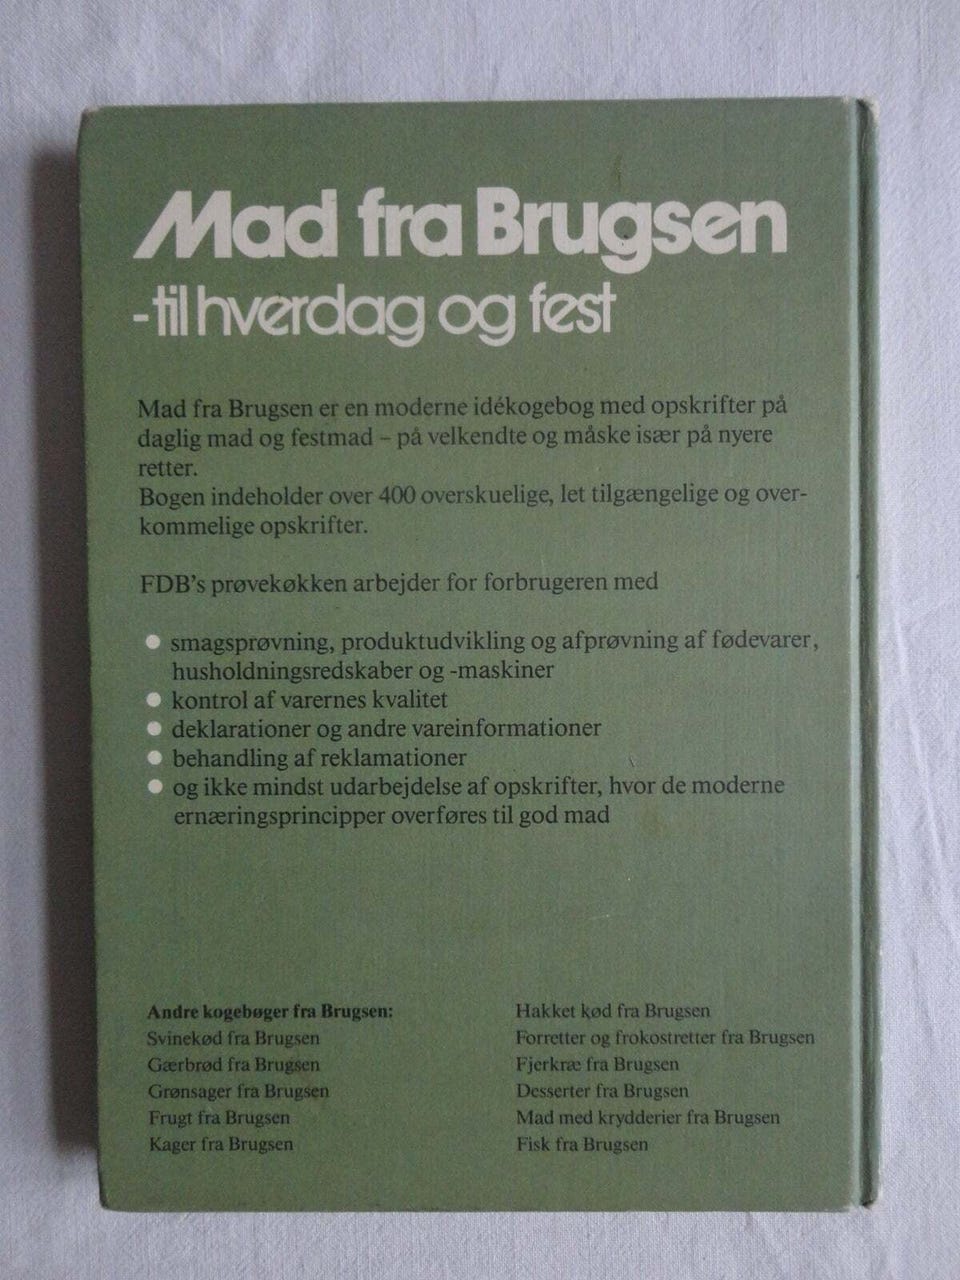 Mad fra Brugsen
-til hverdag og fest
Mad fra Brugsen er en moderne idékogebog med opskrifter på
daglig mad og festmad – på velkendte og måske især på nyere
retter.
Bogen indeholder over 400 overskuelige, let tilgængelige og over-
kommelige opskrifter.
FDB's prøvekøkken arbejder for forbrugeren med
● smagsprøvning, produktudvikling og afprøvning af fødevarer,
husholdningsredskaber og -maskiner
● kontrol af varernes kvalitet
● deklarationer og andre vareinformationer
● behandling af reklamationer
● og ikke mindst udarbejdelse af opskrifter, hvor de moderne
ernæringsprincipper overføres til god mad
Andre kogebøger fra Brugsen:
Svinekød fra Brugsen
Gærbrød fra Brugsen
Grønsager fra Brugsen
Frugt fra Brugsen
Kager fra Brugsen
Hakket kød fra Brugsen
Forretter og frokostretter fra Brugsen
Fjerkræ fra Brugsen
Desserter fra Brugsen
Mad med krydderier fra Brugsen
Fisk fra Brugsen